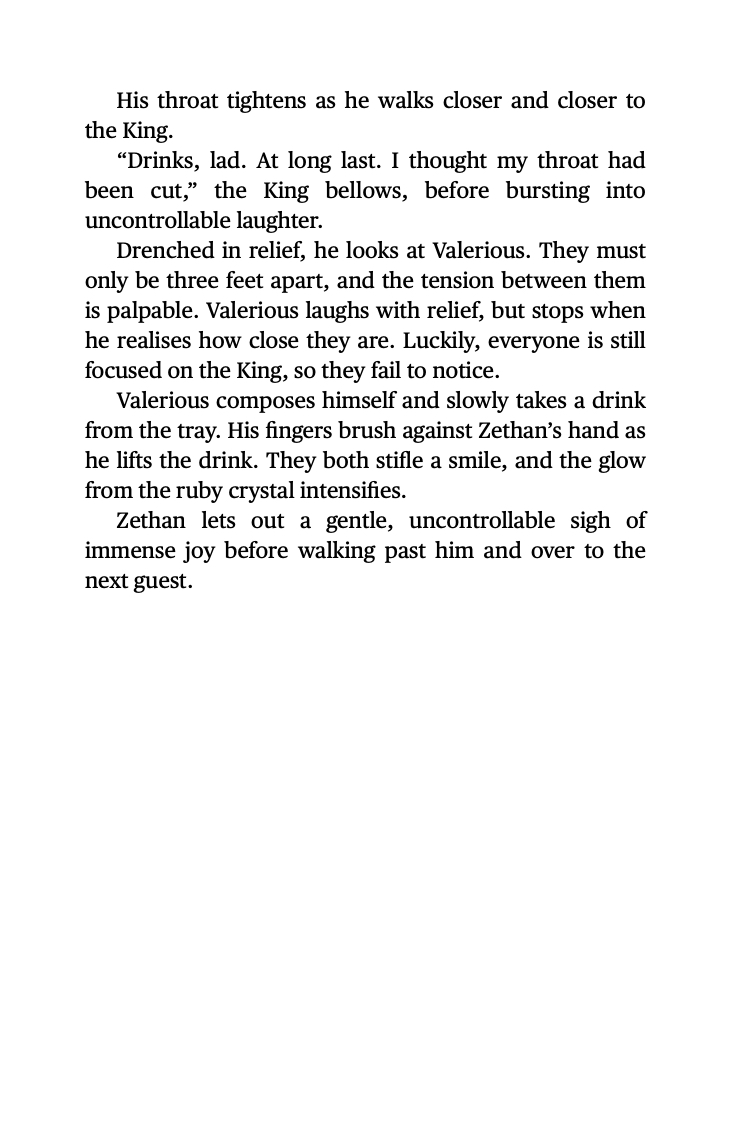 His throat tightens as he walks closer and closer to
the King.
“Drinks, lad. At long last. I thought my throat had
been cut,” the King bellows, before bursting into
uncontrollable laughter.
Drenched in relief, he looks at Valerious. They must
only be three feet apart, and the tension between them
is palpable. Valerious laughs with relief, but stops when
he realises how close they are. Luckily, everyone is still
focused on the King, so they fail to notice.
Valerious composes himself and slowly takes a drink
from the tray. His fingers brush against Zethan’s hand as
he lifts the drink. They both stifle a smile, and the glow
from the ruby crystal intensifies.
Zethan lets out a gentle, uncontrollable sigh of
immense joy before walking past him and over to the
next guest.